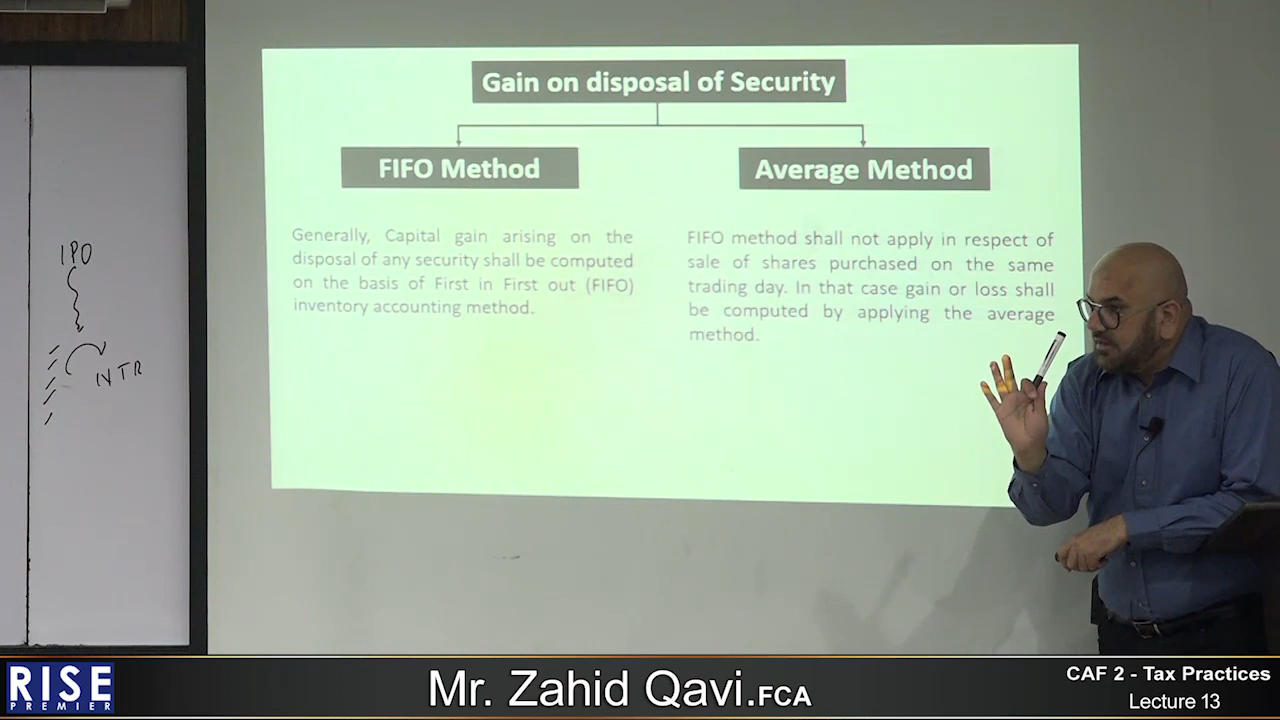 Gain on disposal of Security
FIFO Method
Average Method
Generally, Capital gain arising on the
disposal of any security shall be computed
on the basis of First in First out (FIFO)
inventory accounting method.
FIFO method shall not apply in respect of
sale of shares purchased on the same
trading day. In that case gain or loss shall
be computed by applying the average
method.
IPO
NTR
RISE
PREMIER
Mr. Zahid Qavi.FCA
CAF 2 - Tax Practices
Lecture 13